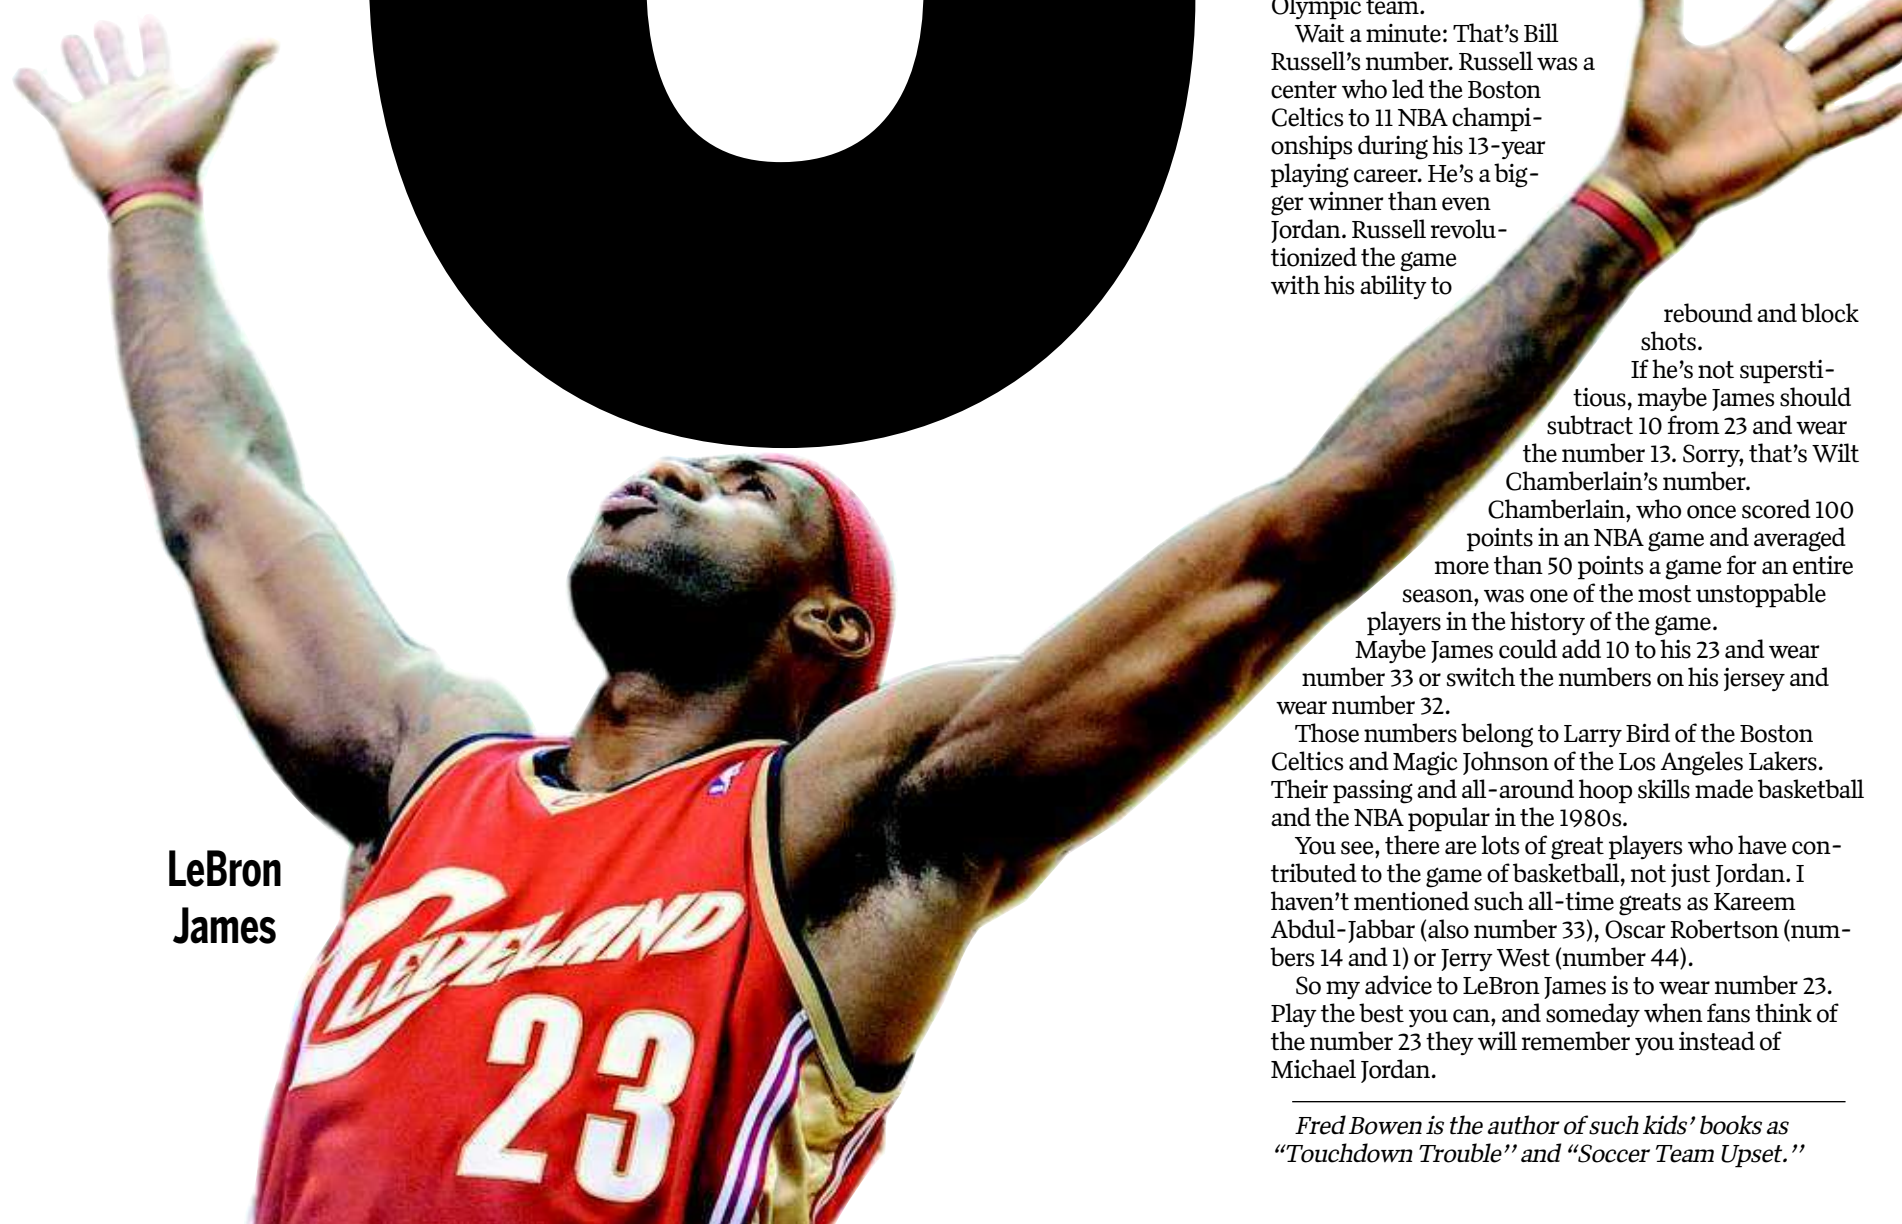 Olympic team.
Wait a minute: That’s Bill
Russell’s number. Russell was a
center who led the Boston
Celtics to 11 NBA champi-
onships during his 13-year
playing career. He’s a big-
ger winner than even
Jordan. Russell revolu-
tionized the game
with his ability to
rebound and block
shots.
If he’s not supersti-
tious, maybe James should
subtract 10 from 23 and wear
the number 13. Sorry, that’s Wilt
Chamberlain’s number.
Chamberlain, who once scored 100
points in an NBA game and averaged
more than 50 points a game for an entire
season, was one of the most unstoppable
players in the history of the game.
Maybe James could add 10 to his 23 and wear
number 33 or switch the numbers on his jersey and
wear number 32.
Those numbers belong to Larry Bird of the Boston
Celtics and Magic Johnson of the Los Angeles Lakers.
Their passing and all-around hoop skills made basketball
and the NBA popular in the 1980s.
You see, there are lots of great players who have con-
tributed to the game of basketball, not just Jordan. I
haven’t mentioned such all-time greats as Kareem
Abdul-Jabbar (also number 33), Oscar Robertson (num-
bers 14 and 1) or Jerry West (number 44).
So my advice to LeBron James is to wear number 23.
Play the best you can, and someday when fans think of
the number 23 they will remember you instead of
Michael Jordan.
Fred Bowen is the author of such kids’ books as
“Touchdown Trouble’’ and “Soccer Team Upset.’’
LeBron
James
CLEVELAND
23